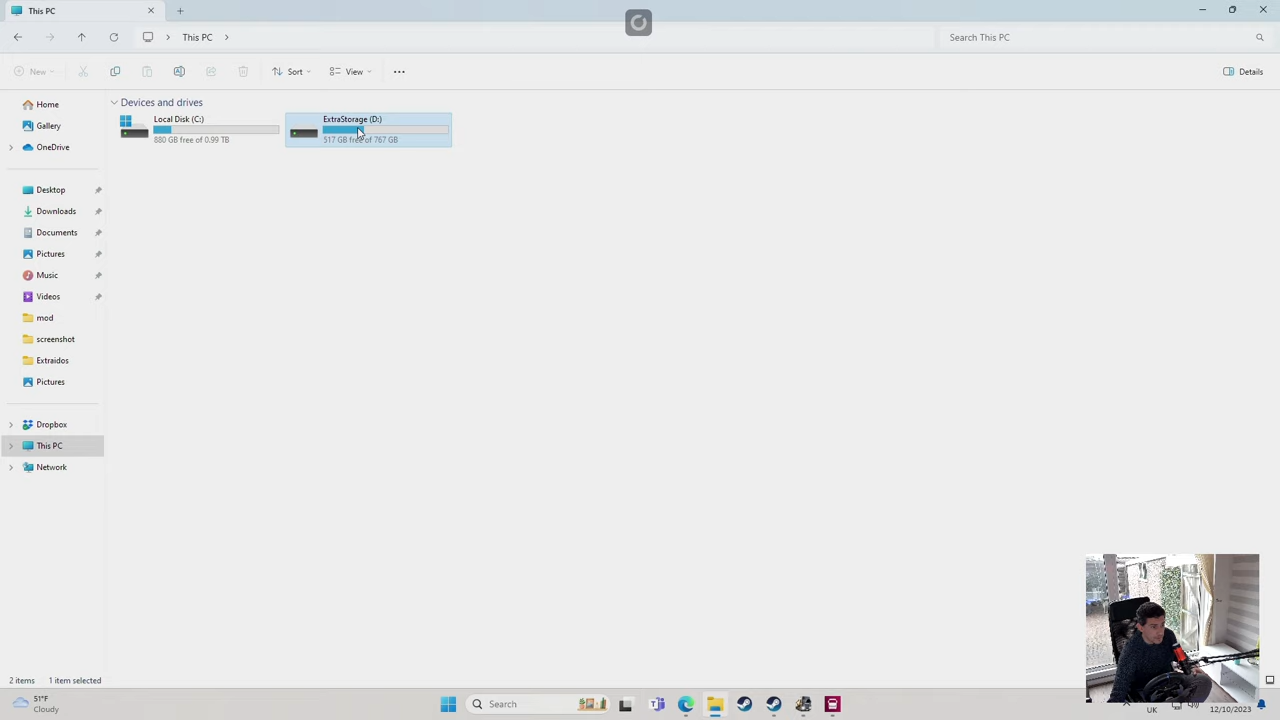 This PC
This PC
Search This PC
New
Sort
View
Details
Home
Gallery
OneDrive
Desktop
Downloads
Documents
Pictures
Music
Videos
mod
screenshot
Extraidos
Pictures
Dropbox
This PC
Network
Devices and drives
Local Disk (C:)
880 GB free of 0.99 TB
ExtraStorage (D:)
517 GB free of 767 GB
2 items
1 item selected
51°F
Cloudy
Search
UK
12/10/2023